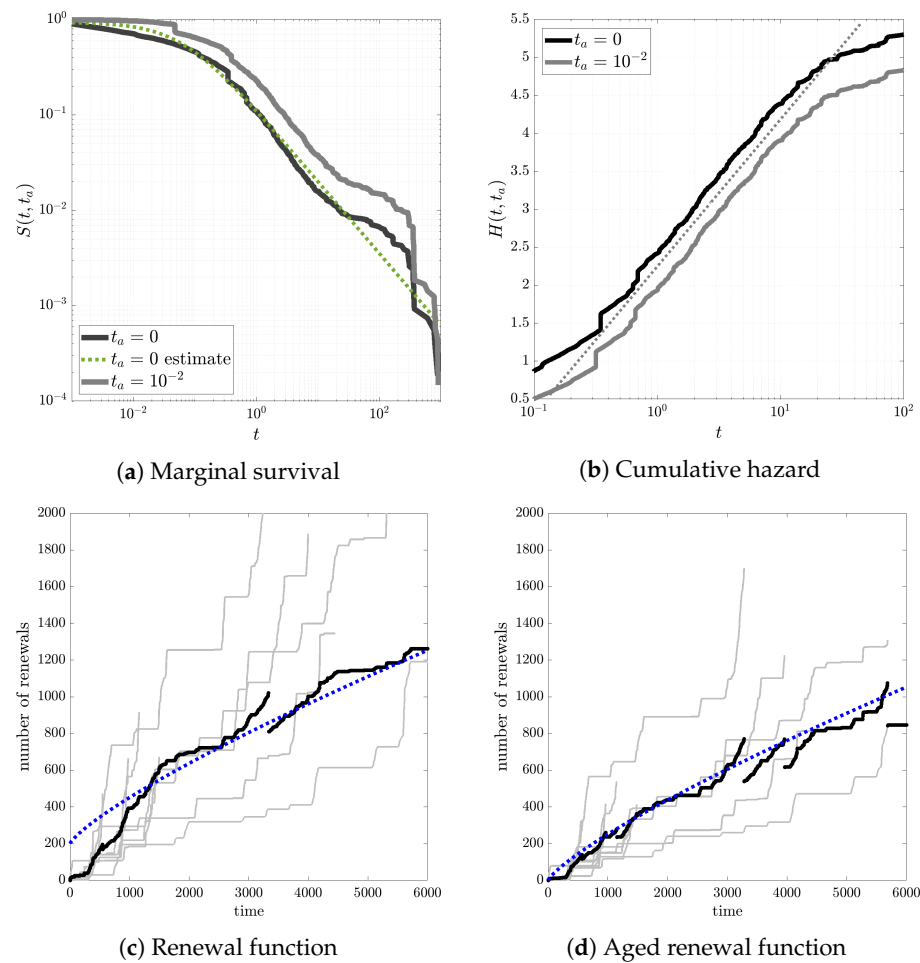 10^0
10^{-1}
10^{-2}
10^{-3}
10^{-4}
S(t, t_a)
t_a = 0
t_a = 0 estimate
t_a = 10^{-2}
10^{-2} 10^0 10^2
t
(a) Marginal survival
5.5
5
4.5
4
3.5
3
2.5
2
1.5
1
0.5
H(t, t_a)
t_a = 0
t_a = 10^{-2}
10^{-1} 10^0 10^1 10^2
t
(b) Cumulative hazard
2000
1800
1600
1400
1200
1000
800
600
400
200
0
number of renewals
0 1000 2000 3000 4000 5000 6000
time
(c) Renewal function
2000
1800
1600
1400
1200
1000
800
600
400
200
0
number of renewals
0 1000 2000 3000 4000 5000 6000
time
(d) Aged renewal function